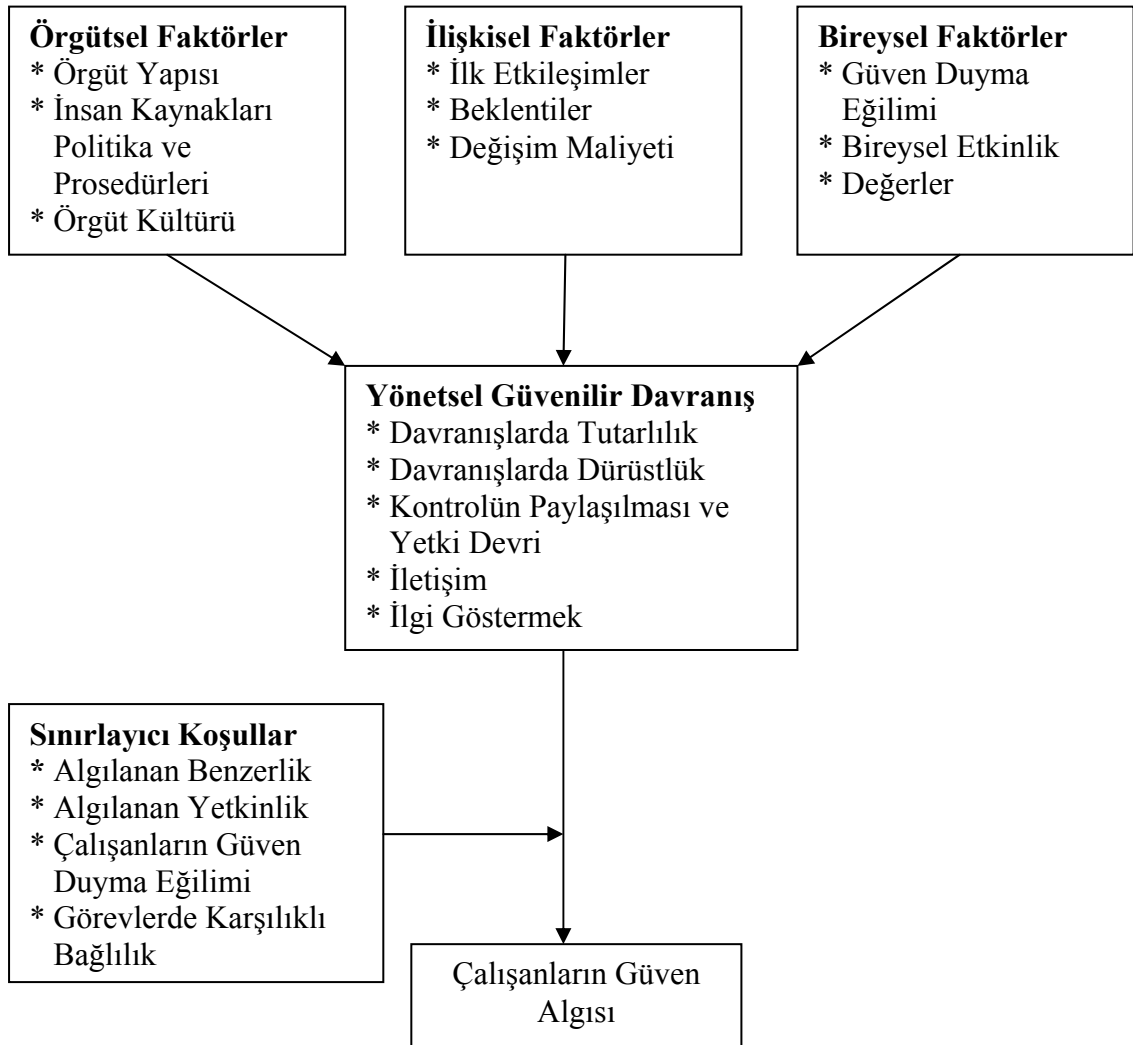 Örgütsel Faktörler
* Örgüt Yapısı
* İnsan Kaynakları
Politika ve
Prosedürleri
* Örgüt Kültürü
İlişkisel Faktörler
* İlk Etkileşimler
* Beklentiler
* Değişim Maliyeti
Bireysel Faktörler
* Güven Duyma
Eğilimi
* Bireysel Etkinlik
* Değerler
Yönetsel Güvenilir Davranış
* Davranışlarda Tutarlılık
* Davranışlarda Dürüstlük
* Kontrolün Paylaşılması ve
Yetki Devri
* İletişim
* İlgi Göstermek
Sınırlayıcı Koşullar
* Algılanan Benzerlik
* Algılanan Yetkinlik
* Çalışanların Güven
Duyma Eğilimi
* Görevlerde Karşılıklı
Bağlılık
Çalışanların Güven
Algısı